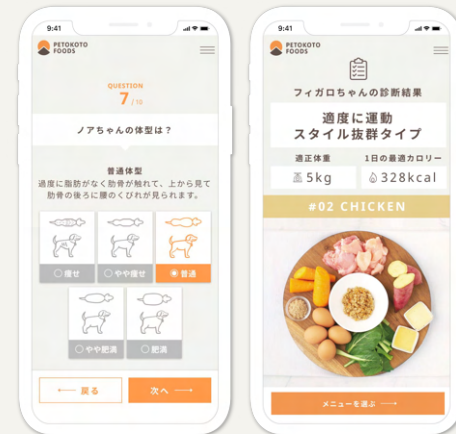 9:41
PETOKOTO
FOODS
QUESTION
7 / 10
ノアちゃんの体型は？
普通体型
過度に脂肪がなく肋骨が触れて、上から見て
肋骨の後ろに腰のくびれが見られます。
痩せ
やや痩せ
普通
やや肥満
肥満
戻る
次へ
9:41
PETOKOTO
FOODS
フィガロちゃんの診断結果
適度に運動
スタイル抜群タイプ
適正体重
1日の最適カロリー
5kg
328kcal
#02 CHICKEN
メニューを選ぶ